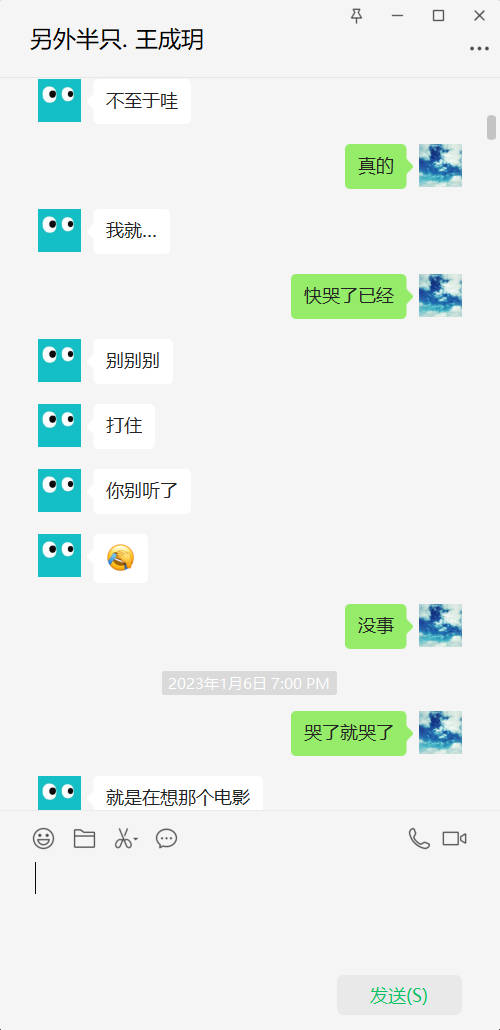 另外半只. 王成玥
不至于哇
真的
我就...
快哭了已经
别别别
打住
你别听了
没事
2023年1月6日 7:00 PM
哭了就哭了
就是在想那个电影
发送(S)